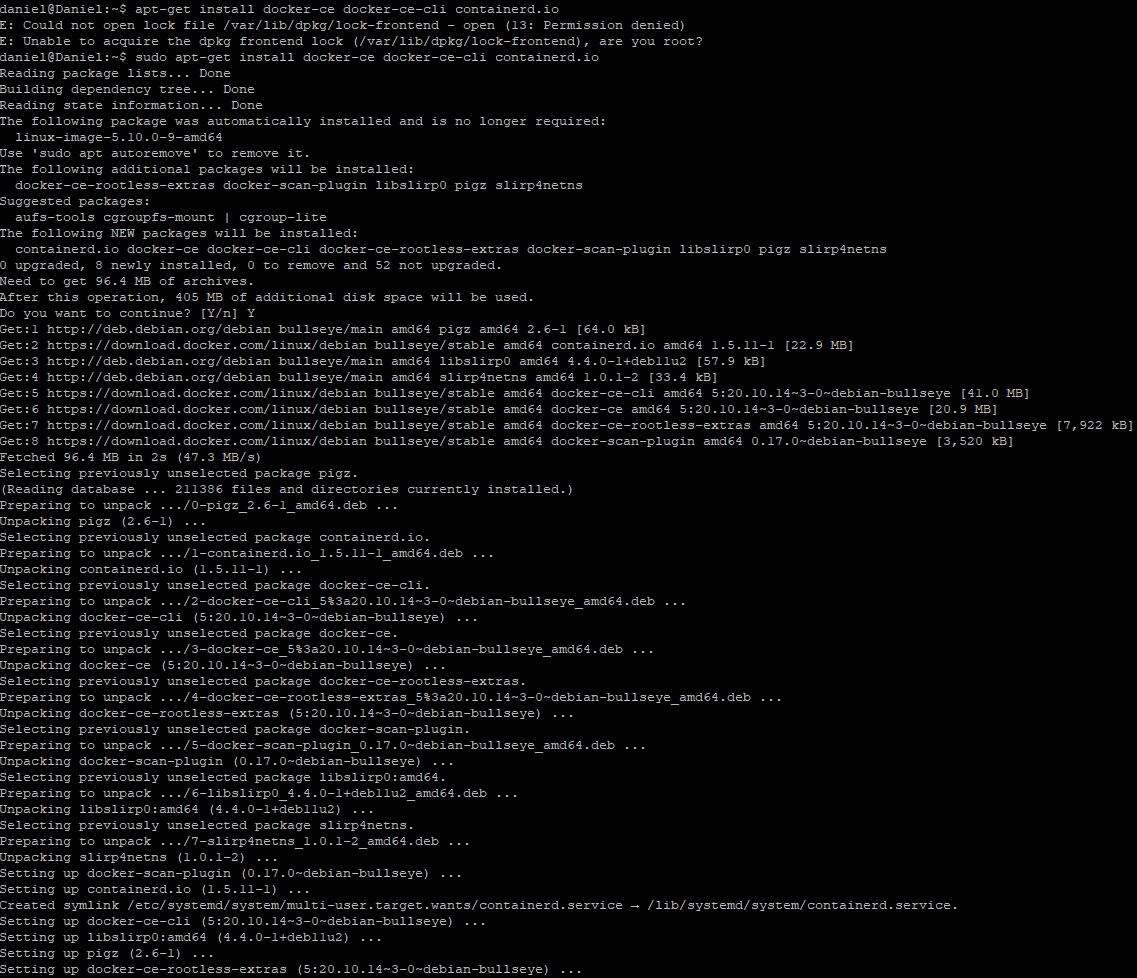 daniel@Daniel:~$ apt-get install docker-ce docker-ce-cli containerd.io
E: Could not open lock file /var/lib/dpkg/lock-frontend - open (13: Permission denied)
E: Unable to acquire the dpkg frontend lock (/var/lib/dpkg/lock-frontend), are you root?
daniel@Daniel:~$ sudo apt-get install docker-ce docker-ce-cli containerd.io
Reading package lists... Done
Building dependency tree... Done
Reading state information... Done
The following package was automatically installed and is no longer required:
  linux-image-5.10.0-9-amd64
Use 'sudo apt autoremove' to remove it.
The following additional packages will be installed:
  docker-ce-rootless-extras docker-scan-plugin libslirp0 pigz slirp4netns
Suggested packages:
  aufs-tools cgroupfs-mount | cgroup-lite
The following NEW packages will be installed:
  containerd.io docker-ce docker-ce-cli docker-ce-rootless-extras docker-scan-plugin libslirp0 pigz slirp4netns
0 upgraded, 8 newly installed, 0 to remove and 52 not upgraded.
Need to get 96.4 MB of archives.
After this operation, 405 MB of additional disk space will be used.
Do you want to continue? [Y/n] Y
Get:1 http://deb.debian.org/debian bullseye/main amd64 pigz amd64 2.6-1 [64.0 kB]
Get:2 https://download.docker.com/linux/debian bullseye/stable amd64 containerd.io amd64 1.5.11-1 [22.9 MB]
Get:3 http://deb.debian.org/debian bullseye/main amd64 libslirp0 amd64 4.4.0-1+deb11u2 [57.9 kB]
Get:4 http://deb.debian.org/debian bullseye/main amd64 slirp4netns amd64 1.0.1-2 [33.4 kB]
Get:5 https://download.docker.com/linux/debian bullseye/stable amd64 docker-ce-cli amd64 5:20.10.14~3-0~debian-bullseye [41.0 MB]
Get:6 https://download.docker.com/linux/debian bullseye/stable amd64 docker-ce amd64 5:20.10.14~3-0~debian-bullseye [20.9 MB]
Get:7 https://download.docker.com/linux/debian bullseye/stable amd64 docker-ce-rootless-extras amd64 5:20.10.14~3-0~debian-bullseye [7,922 kB]
Get:8 https://download.docker.com/linux/debian bullseye/stable amd64 docker-scan-plugin amd64 0.17.0~debian-bullseye [3,520 kB]
Fetched 96.4 MB in 2s (47.3 MB/s)
Selecting previously unselected package pigz.
(Reading database ... 211386 files and directories currently installed.)
Preparing to unpack .../0-pigz_2.6-1_amd64.deb ...
Unpacking pigz (2.6-1) ...
Selecting previously unselected package containerd.io.
Preparing to unpack .../1-containerd.io_1.5.11-1_amd64.deb ...
Unpacking containerd.io (1.5.11-1) ...
Selecting previously unselected package docker-ce-cli.
Preparing to unpack .../2-docker-ce-cli_5%3a20.10.14~3-0~debian-bullseye_amd64.deb ...
Unpacking docker-ce-cli (5:20.10.14~3-0~debian-bullseye) ...
Selecting previously unselected package docker-ce.
Preparing to unpack .../3-docker-ce_5%3a20.10.14~3-0~debian-bullseye_amd64.deb ...
Unpacking docker-ce (5:20.10.14~3-0~debian-bullseye) ...
Selecting previously unselected package docker-ce-rootless-extras.
Preparing to unpack .../4-docker-ce-rootless-extras_5%3a20.10.14~3-0~debian-bullseye_amd64.deb ...
Unpacking docker-ce-rootless-extras (5:20.10.14~3-0~debian-bullseye) ...
Selecting previously unselected package docker-scan-plugin.
Preparing to unpack .../5-docker-scan-plugin_0.17.0~debian-bullseye_amd64.deb ...
Unpacking docker-scan-plugin (0.17.0~debian-bullseye) ...
Selecting previously unselected package libslirp0:amd64.
Preparing to unpack .../6-libslirp0_4.4.0-1+deb11u2_amd64.deb ...
Unpacking libslirp0:amd64 (4.4.0-1+deb11u2) ...
Selecting previously unselected package slirp4netns.
Preparing to unpack .../7-slirp4netns_1.0.1-2_amd64.deb ...
Unpacking slirp4netns (1.0.1-2) ...
Setting up docker-scan-plugin (0.17.0~debian-bullseye) ...
Setting up containerd.io (1.5.11-1) ...
Created symlink /etc/systemd/system/multi-user.target.wants/containerd.service → /lib/systemd/system/containerd.service.
Setting up docker-ce-cli (5:20.10.14~3-0~debian-bullseye) ...
Setting up libslirp0:amd64 (4.4.0-1+deb11u2) ...
Setting up pigz (2.6-1) ...
Setting up docker-ce-rootless-extras (5:20.10.14~3-0~debian-bullseye) ...